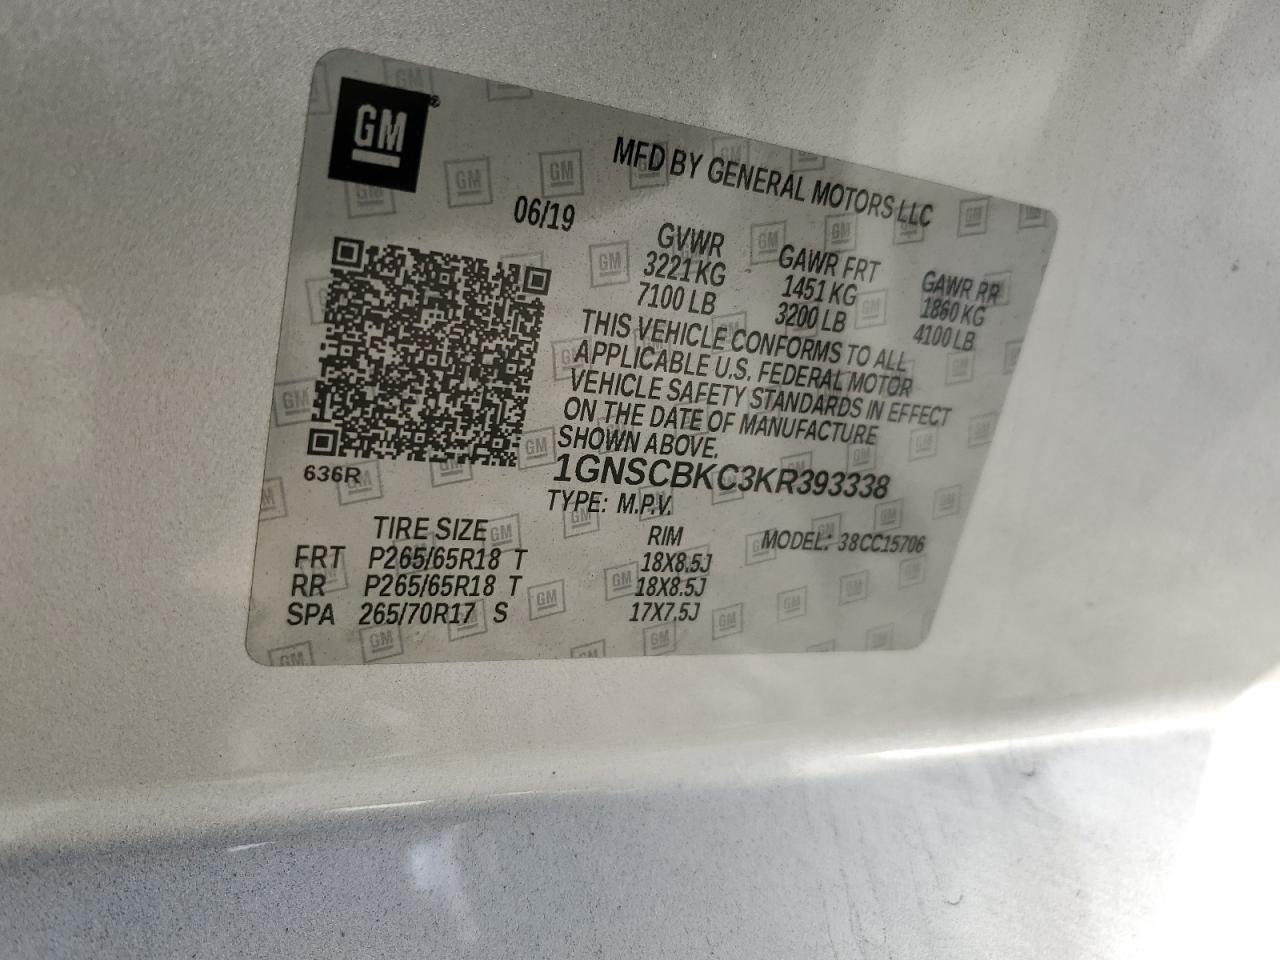 GM
MFD BY GENERAL MOTORS LLC
06/19
GVWR GAWR FRT GAWR RR
3221 KG 1451 KG 1860 KG
7100 LB 3200 LB 4100 LB
THIS VEHICLE CONFORMS TO ALL
APPLICABLE U.S. FEDERAL MOTOR
VEHICLE SAFETY STANDARDS IN EFFECT
ON THE DATE OF MANUFACTURE
SHOWN ABOVE.
636R
1GNSCBKC3KR393338
TYPE: M.P.V.
MODEL: 38CC15706
TIRE SIZE RIM
FRT P265/65R18 T 18X8.5J
RR P265/65R18 T 18X8.5J
SPA 265/70R17 S 17X7.5J